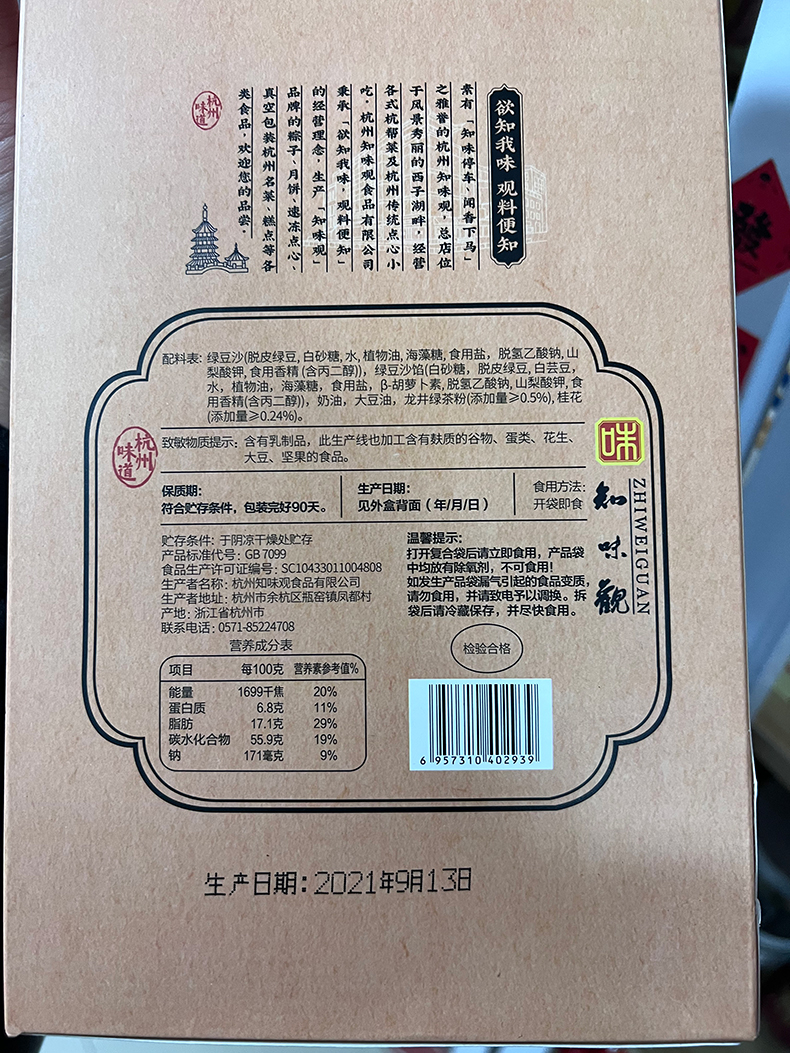 欲知我味 观料便知
素有「知味停车、闻香下马」
之雅誉的杭州知味观，总店位
于风景秀丽的西子湖畔，经营
各式杭帮菜及杭州传统点心小
吃。杭州知味观食品有限公司
秉承「欲知我味，观料便知」
的经营理念，生产「知味观」
品牌的粽子、月饼、速冻点心、
真空包装杭州名菜、糕点等各
类食品，欢迎您的品尝。
杭州
味道
發
配料表: 绿豆沙(脱皮绿豆, 白砂糖, 水, 植物油, 海藻糖, 食用盐，脱氢乙酸钠, 山
梨酸钾, 食用香精 (含丙二醇))，绿豆沙馅(白砂糖，脱皮绿豆, 白芸豆，
水，植物油，海藻糖，食用盐，β-胡萝卜素, 脱氢乙酸钠, 山梨酸钾, 食
用香精(含丙二醇))，奶油，大豆油，龙井绿茶粉(添加量≥0.5%), 桂花
(添加量≥0.24%)。
杭州
味道
致敏物质提示: 含有乳制品，此生产线也加工含有麸质的谷物、蛋类、花生、
大豆、坚果的食品。
味
知味觀
ZHIWEIGUAN
保质期:
符合贮存条件，包装完好90天。
生产日期:
见外盒背面（年/月/日）
食用方法:
开袋即食
贮存条件: 于阴凉干燥处贮存
产品标准代号: GB 7099
食品生产许可证编号: SC10433011004808
生产者名称: 杭州知味观食品有限公司
生产者地址: 杭州市余杭区瓶窑镇凤都村
产地: 浙江省杭州市
联系电话: 0571-85224708
温馨提示:
打开复合袋后请立即食用，产品袋
中均放有除氧剂，不可食用！
如发生产品袋漏气引起的食品变质,
请勿食用，并请致电予以调换。拆
袋后请冷藏保存，并尽快食用。
检验合格
营养成分表
项目 每100克 营养素参考值%
能量 1699千焦 20%
蛋白质 6.8克 11%
脂肪 17.1克 29%
碳水化合物 55.9克 19%
钠 171毫克 9%
6 957310 402939
生产日期: 2021年9月13日